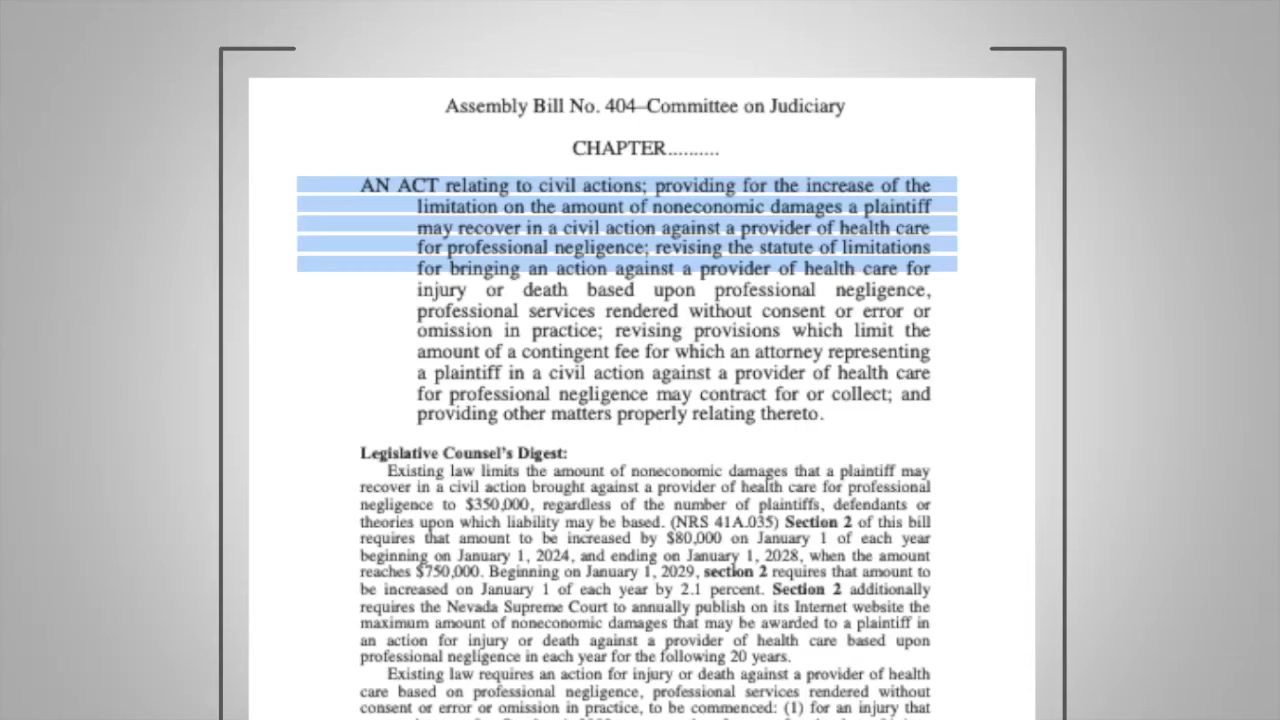 Assembly Bill No. 404–Committee on Judiciary
CHAPTER..........
AN ACT relating to civil actions; providing for the increase of the
limitation on the amount of noneconomic damages a plaintiff
may recover in a civil action against a provider of health care
for professional negligence; revising the statute of limitations
for bringing an action against a provider of health care for
injury or death based upon professional negligence,
professional services rendered without consent or error or
omission in practice; revising provisions which limit the
amount of a contingent fee for which an attorney representing
a plaintiff in a civil action against a provider of health care
for professional negligence may contract for or collect; and
providing other matters properly relating thereto.
Legislative Counsel's Digest:
Existing law limits the amount of noneconomic damages that a plaintiff may
recover in a civil action brought against a provider of health care for professional
negligence to $350,000, regardless of the number of plaintiffs, defendants or
theories upon which liability may be based. (NRS 41A.035) Section 2 of this bill
requires that amount to be increased by $80,000 on January 1 of each year
beginning on January 1, 2024, and ending on January 1, 2028, when the amount
reaches $750,000. Beginning on January 1, 2029, section 2 requires that amount to
be increased on January 1 of each year by 2.1 percent. Section 2 additionally
requires the Nevada Supreme Court to annually publish on its Internet website the
maximum amount of noneconomic damages that may be awarded to a plaintiff in
an action for injury or death against a provider of health care based upon
professional negligence in each year for the following 20 years.
Existing law requires an action for injury or death against a provider of health
care based on professional negligence, professional services rendered without
consent or error or omission in practice, to be commenced: (1) for an injury that